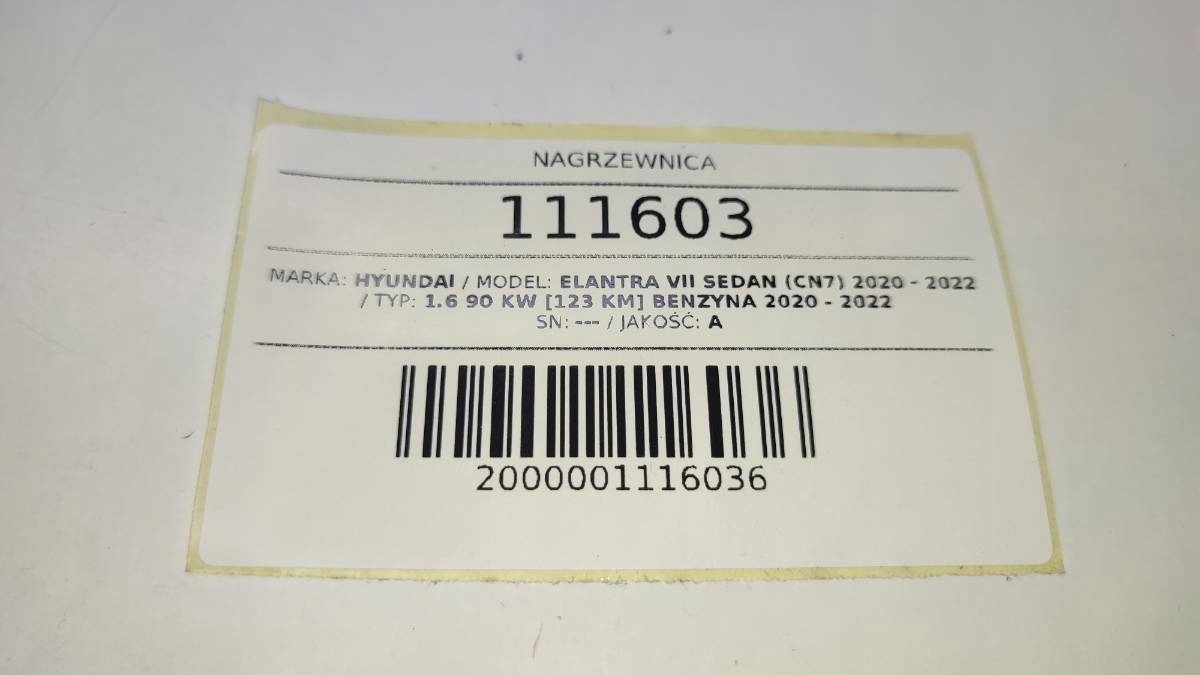 NAGRZEWNICA
111603
MARKA: HYUNDAI / MODEL: ELANTRA VII SEDAN (CN7) 2020 - 2022
/ TYP: 1.6 90 KW [123 KM] BENZYNA 2020 - 2022
SN: --- / JAKOŚĆ: A
2000001116036